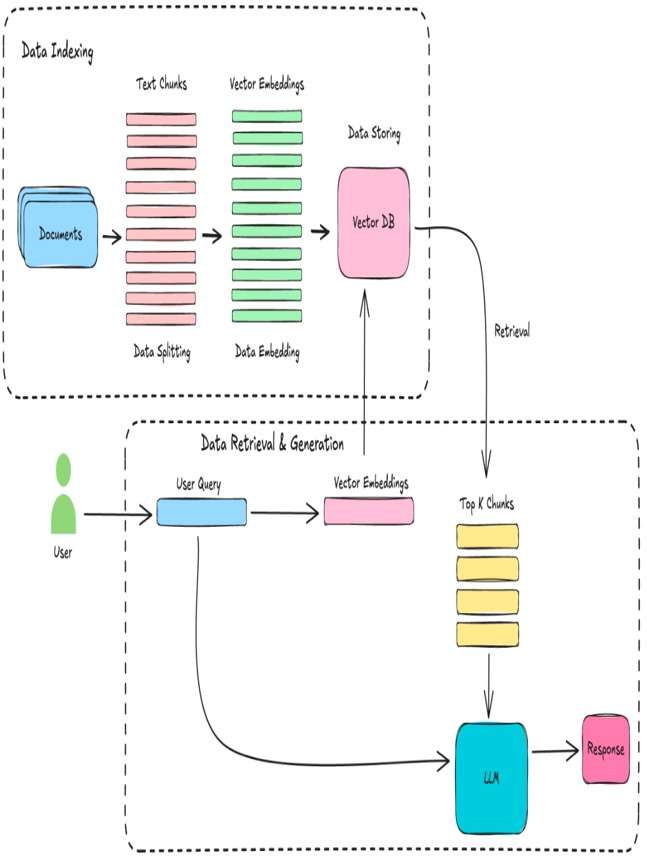 Data Indexing
Text Chunks
Vector Embeddings
Data Storing
Documents
Vector DB
Data Splitting
Data Embedding
Retrieval
Data Retrieval & Generation
User Query
Vector Embeddings
Top K Chunks
User
LLM
Response